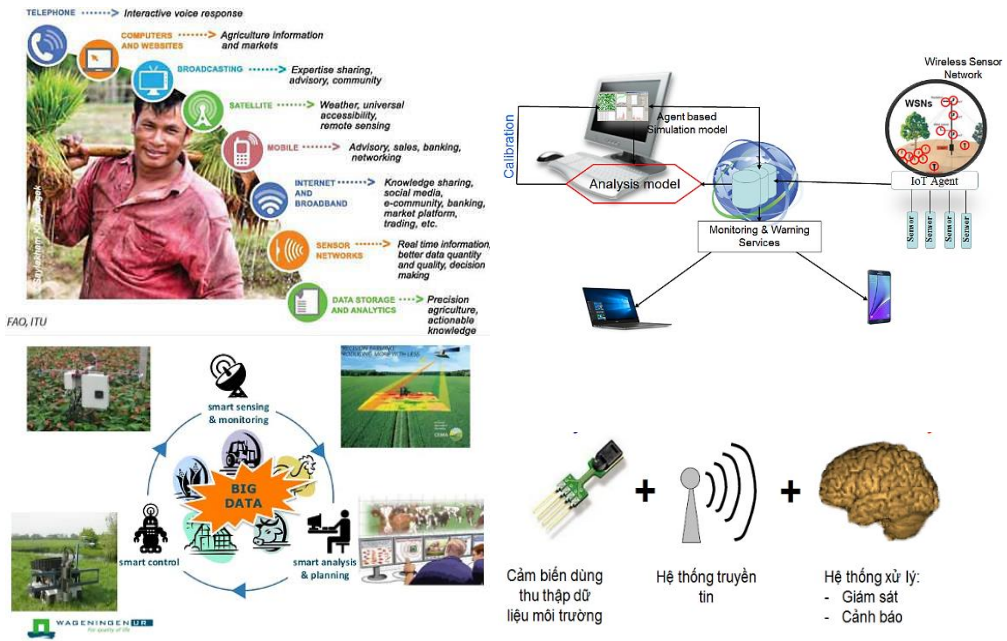 TELEPHONE
Interactive voice response
COMPUTERS
AND WEBSITES
Agriculture information
and markets
BROADCASTING
Expertise sharing,
advisory, community
SATELLITE
Weather, universal
accessibility,
remote sensing
MOBILE
Advisory, sales, banking,
networking
INTERNET
AND
BROADBAND
Knowledge sharing,
social media,
e-community, banking,
market platform,
trading, etc.
SENSOR
NETWORKS
Real time information,
better data quantity
and quality, decision
making
DATA STORAGE
AND ANALYTICS
Precision
agriculture,
actionable
knowledge
FAO, ITU
Wireless Sensor
Network
WSNs
IoT Agent
Sensor
Sensor
Sensor
Sensor
Agent based
Simulation model
Calibration
Analysis model
Monitoring & Warning
Services
smart sensing
& monitoring
BIG
DATA
smart control
smart analysis
& planning
WAGENINGEN UR
For quality of life
+
+
Cảm biến dùng
thu thập dữ
liệu môi trường
Hệ thống truyền
tin
Hệ thống xử lý:
- Giám sát
- Cảnh báo